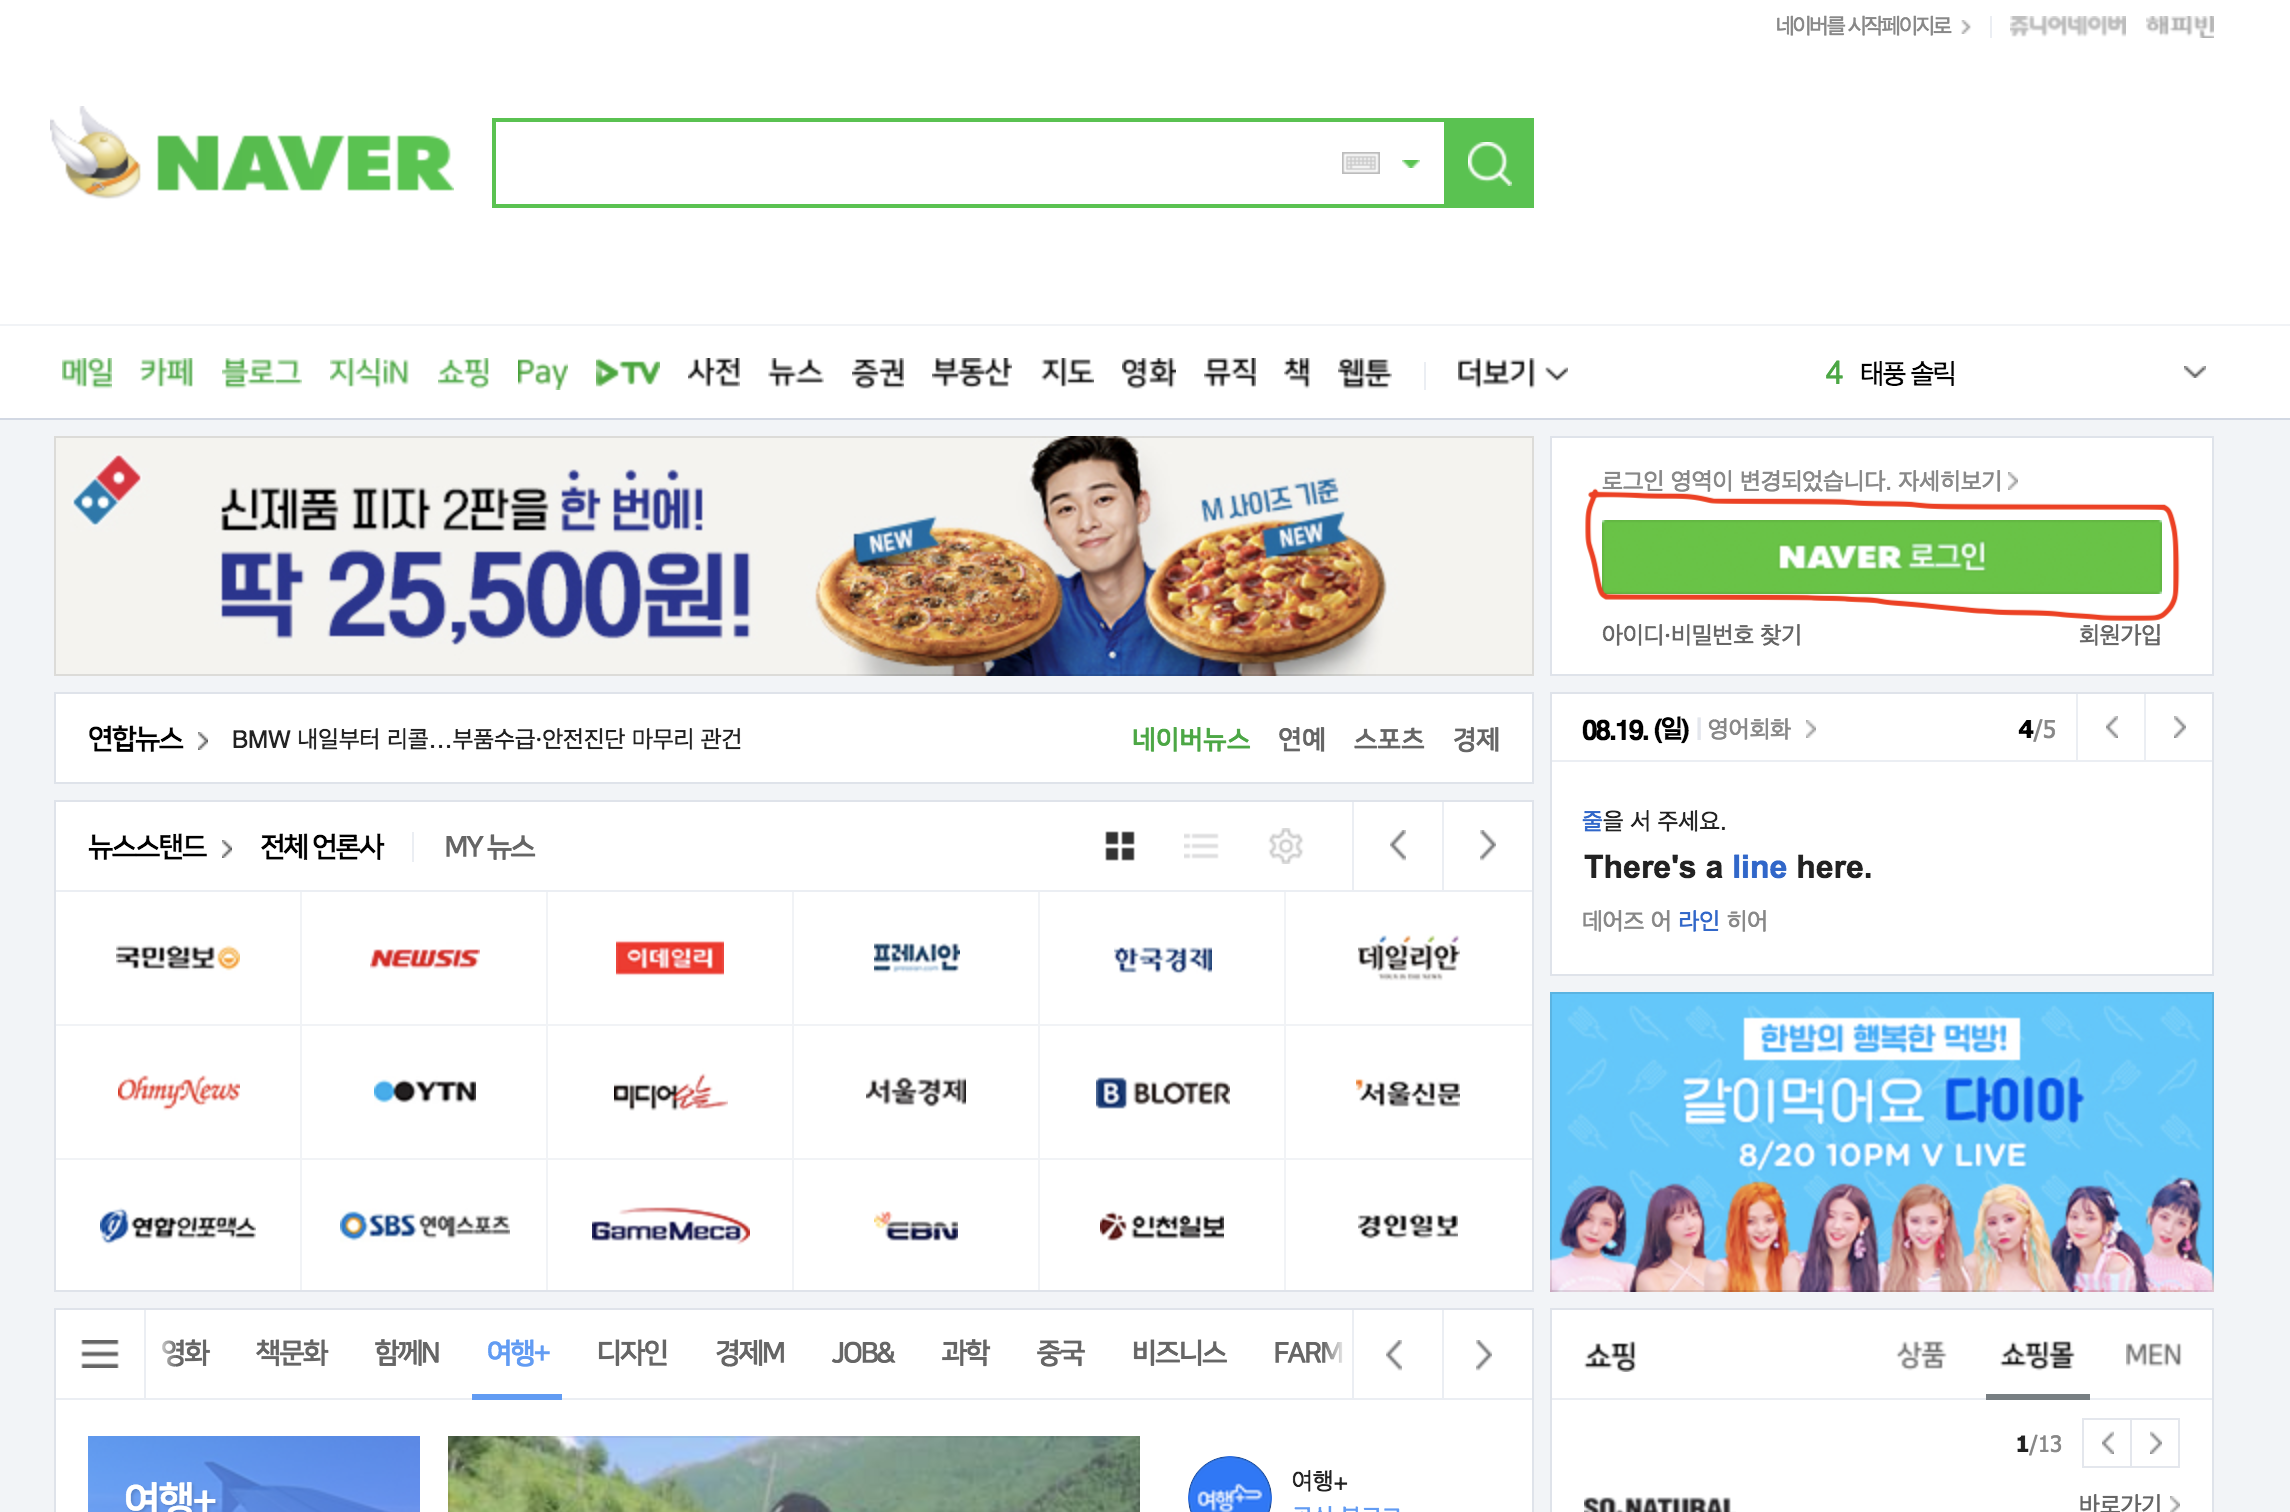 네이버를 시작페이지로
쥬니어네이버 해피빈
NAVER
메일 카페 블로그 지식iN 쇼핑 Pay TV 사전 뉴스 증권 부동산 지도 영화 뮤직 책 웹툰 더보기
4 태풍 솔릭
신제품 피자 2판을 한 번에!
딱 25,500원!
NEW
M 사이즈 기준
NEW
로그인 영역이 변경되었습니다. 자세히보기
NAVER 로그인
아이디·비밀번호 찾기 회원가입
연합뉴스 BMW 내일부터 리콜...부품수급·안전진단 마무리 관건
네이버뉴스 연예 스포츠 경제
08.19. (일) 영어회화 4/5
줄을 서 주세요.
There's a line here.
데어즈 어 라인 히어
뉴스스탠드 전체 언론사 MY 뉴스
국민일보 NEWSIS 이데일리 프레시안 한국경제 데일리안
OhmyNews YTN 미디어오늘 서울경제 B BLOTER 서울신문
연합인포맥스 SBS 연예스포츠 GameMeca EBN 인천일보 경인일보
한밤의 행복한 먹방!
같이먹어요 다이아
8/20 10PM V LIVE
영화 책문화 함께N 여행+ 디자인 경제M JOB& 과학 중국 비즈니스 FARM
쇼핑 상품 쇼핑몰 MEN
1/13
여행+
여행+
여행+
SO,NATURAL
바로가기